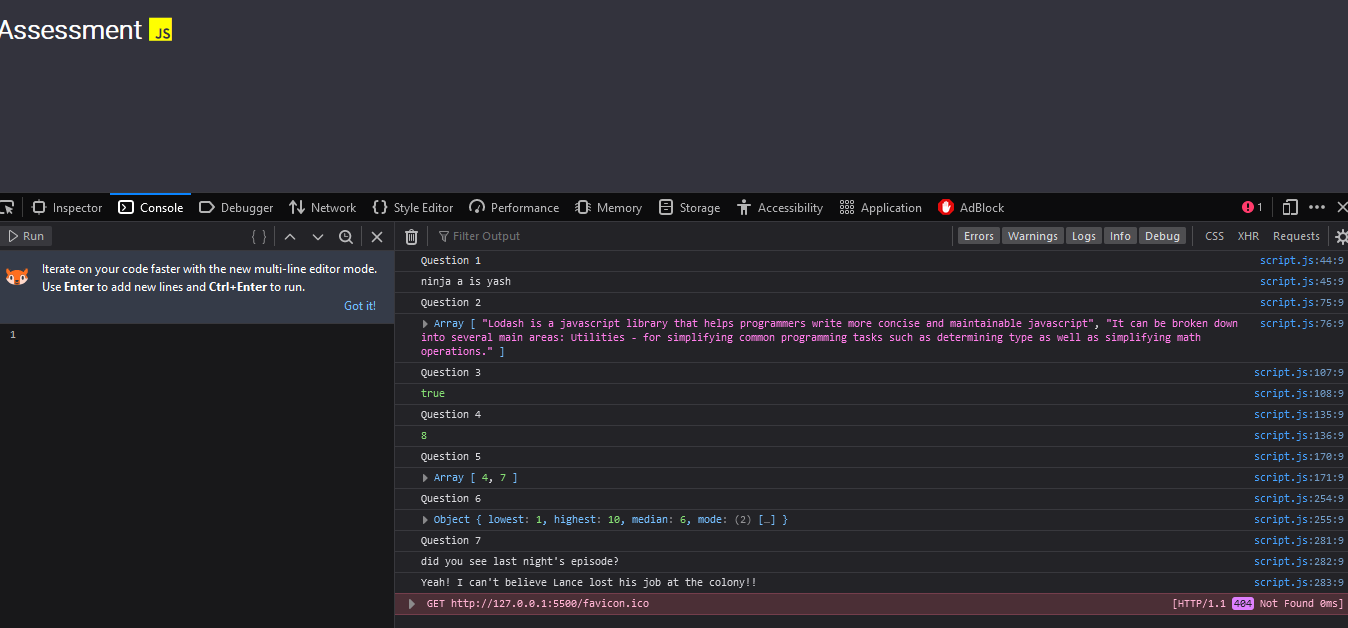 Assessment JS
Inspector Console Debugger Network Style Editor Performance Memory Storage Accessibility Application AdBlock 1
Run Filter Output Errors Warnings Logs Info Debug CSS XHR Requests
Iterate on your code faster with the new multi-line editor mode.
Use Enter to add new lines and Ctrl+Enter to run.
Got it!
1
Question 1 script.js:44:9
ninja a is yash script.js:45:9
Question 2 script.js:75:9
Array [ "Lodash is a javascript library that helps programmers write more concise and maintainable javascript", "It can be broken down script.js:76:9
into several main areas: Utilities - for simplifying common programming tasks such as determining type as well as simplifying math
operations." ]
Question 3 script.js:107:9
true script.js:108:9
Question 4 script.js:135:9
8 script.js:136:9
Question 5 script.js:170:9
Array [ 4, 7 ] script.js:171:9
Question 6 script.js:254:9
Object { lowest: 1, highest: 10, median: 6, mode: (2) […] } script.js:255:9
Question 7 script.js:281:9
did you see last night's episode? script.js:282:9
Yeah! I can't believe Lance lost his job at the colony!! script.js:283:9
GET http://127.0.0.1:5500/favicon.ico [HTTP/1.1 404 Not Found 0ms]